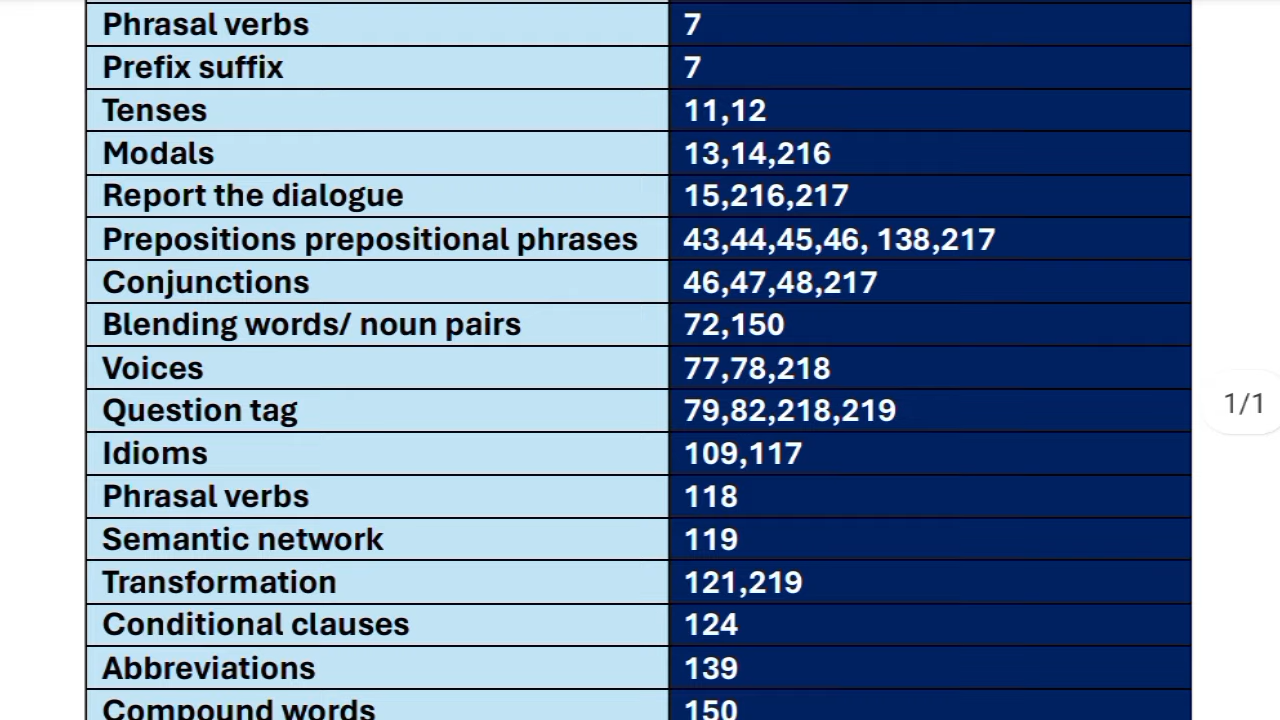 Phrasal verbs 7
Prefix suffix 7
Tenses 11,12
Modals 13,14,216
Report the dialogue 15,216,217
Prepositions prepositional phrases 43,44,45,46, 138,217
Conjunctions 46,47,48,217
Blending words/ noun pairs 72,150
Voices 77,78,218
Question tag 79,82,218,219
Idioms 109,117
Phrasal verbs 118
Semantic network 119
Transformation 121,219
Conditional clauses 124
Abbreviations 139
Compound words 150
1/1